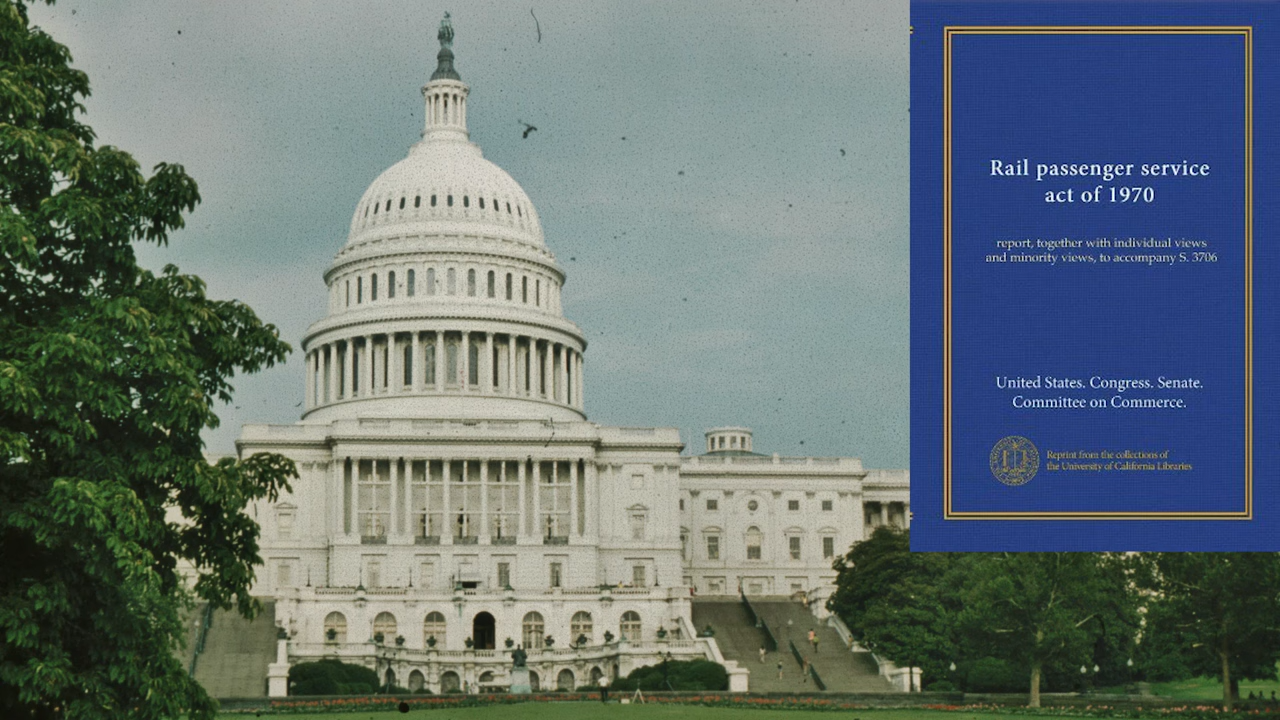 Rail passenger service
act of 1970
report, together with individual views
and minority views, to accompany S. 3706
United States. Congress. Senate.
Committee on Commerce.
Reprint from the collections of
the University of California Libraries